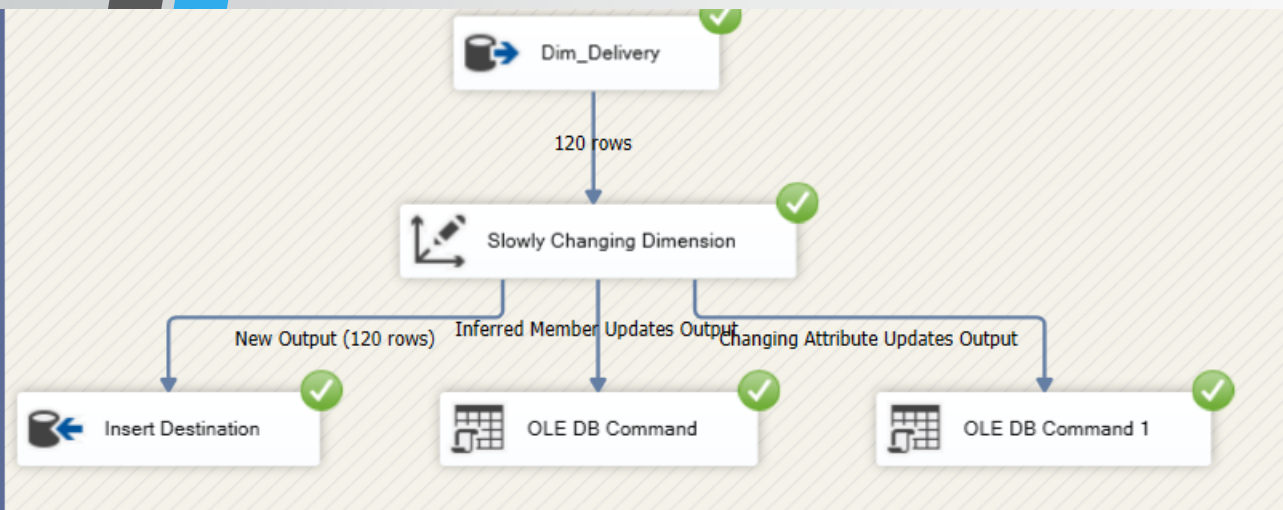 Dim_Delivery
120 rows
Slowly Changing Dimension
New Output (120 rows)
Inferred Member Updates Output
Changing Attribute Updates Output
Insert Destination
OLE DB Command
OLE DB Command 1